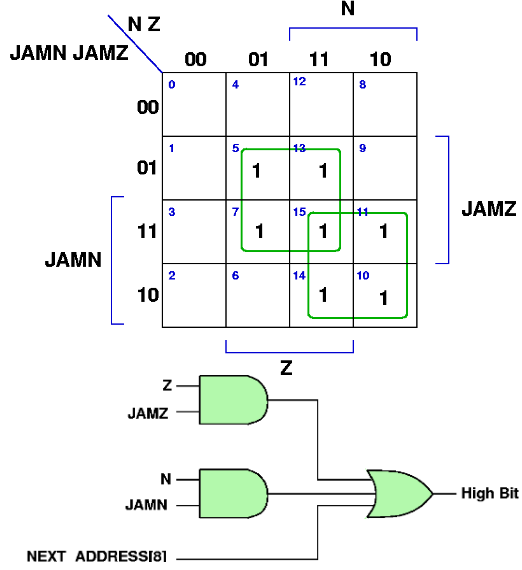 N
N Z
JAMN JAMZ
00 01 11 10
00 0 4 12 8
01 1 5 13 9
1 1
JAMZ
11 3 7 15 11
1 1 1
JAMN
10 2 6 14 10
1 1
Z
Z
JAMZ
N
JAMN
High Bit
NEXT_ADDRESS[8]